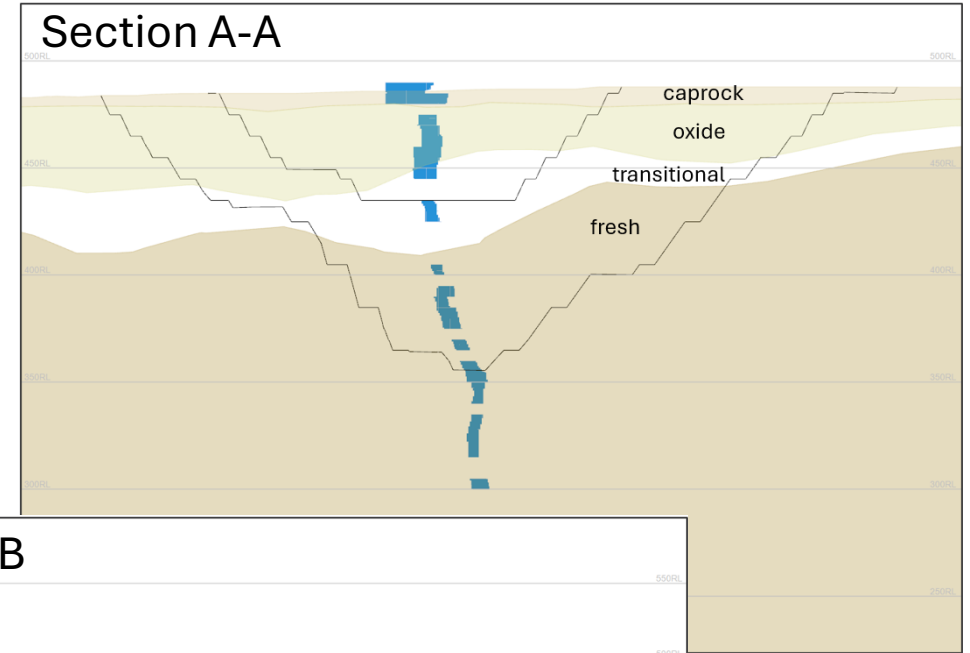 Section A-A
500RL 500RL
caprock
oxide
450RL 450RL
transitional
fresh
400RL 400RL
350RL 350RL
300RL 300RL
B
550RL
250RL